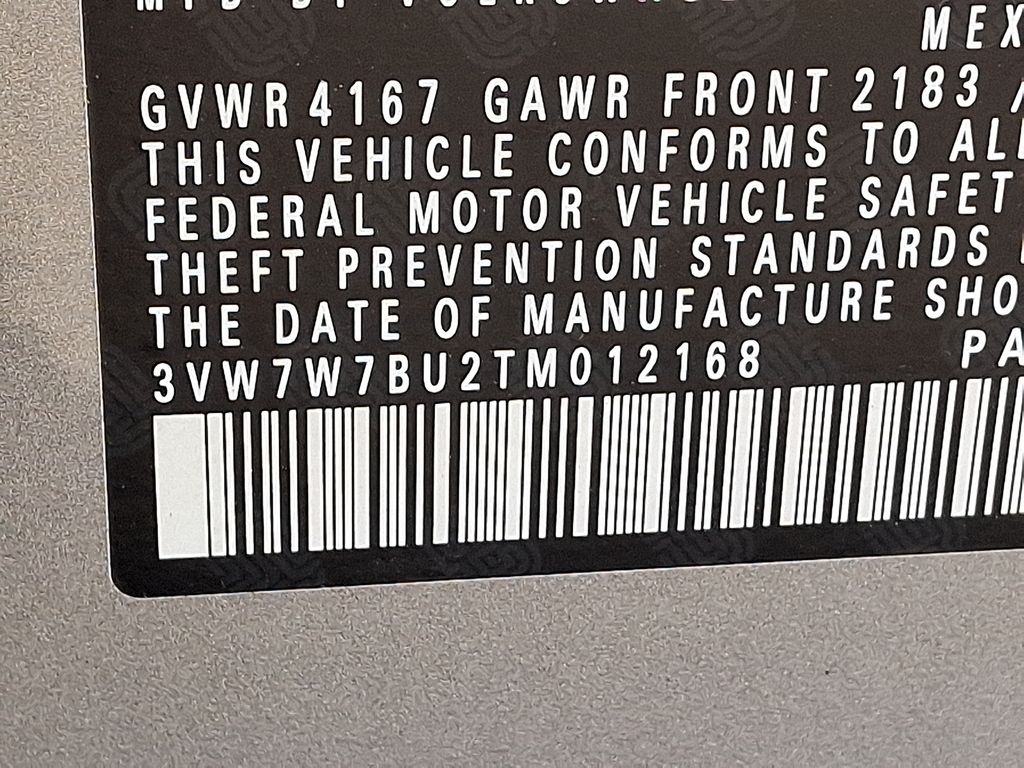 MEX
GVWR 4167 GAWR FRONT 2183
THIS VEHICLE CONFORMS TO ALL
FEDERAL MOTOR VEHICLE SAFET
THEFT PREVENTION STANDARDS
THE DATE OF MANUFACTURE SHO
3VW7W7BU2TM012168 PA